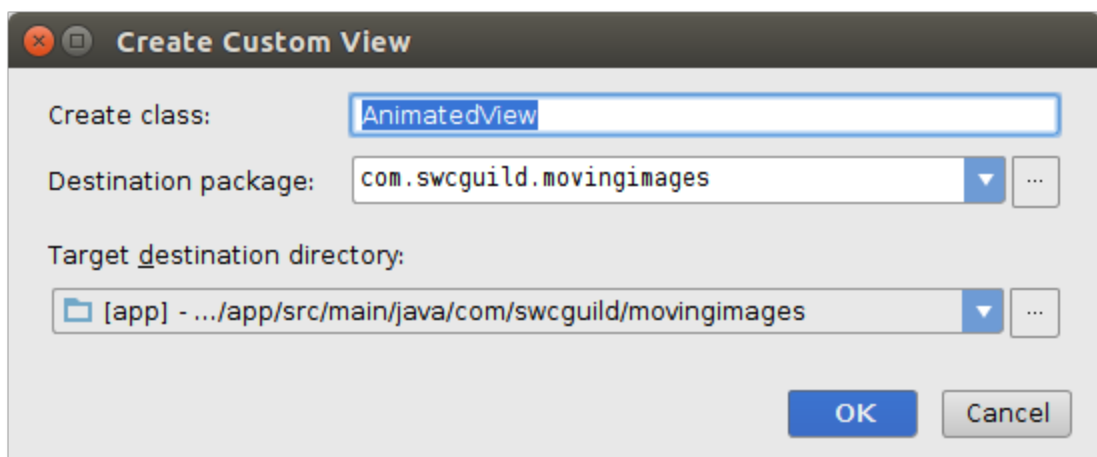 Create Custom View
Create class: AnimatedView
Destination package: com.swcguild.movingimages ...
Target destination directory:
[app] - .../app/src/main/java/com/swcguild/movingimages ...
OK Cancel